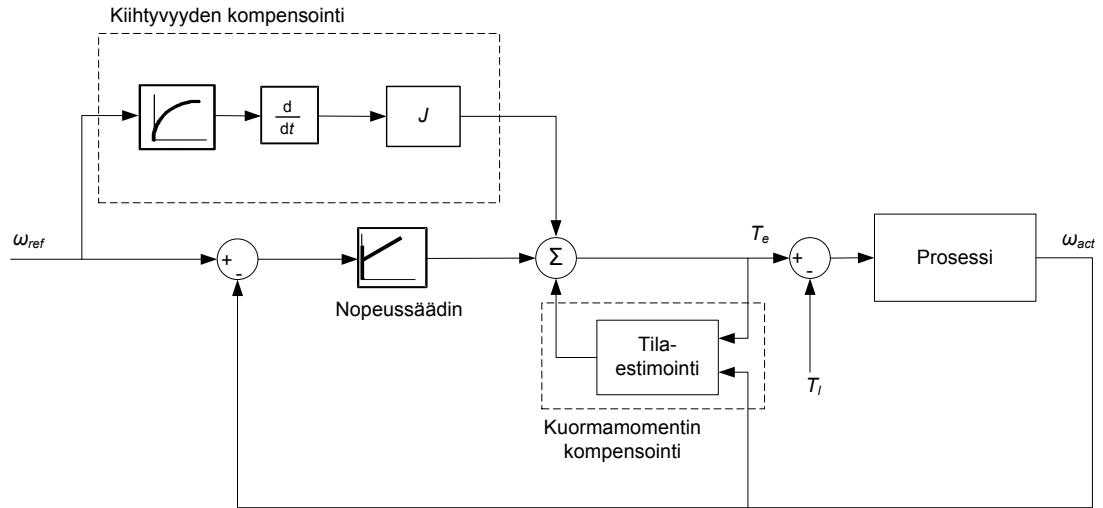 Kiihtyvyyden kompensointi
d
dt
J
ω_ref
+
-
Nopeussäädin
Σ
T_e
+
-
Prosessi
ω_act
Tila-
estimointi
T_l
Kuormamomentin
kompensointi